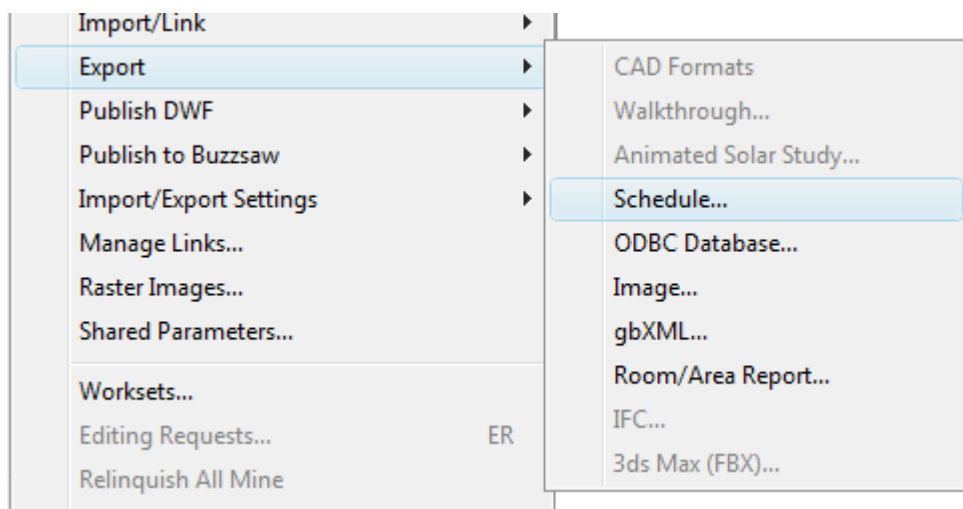 Import/Link
Export
Publish DWF
Publish to Buzzsaw
Import/Export Settings
Manage Links...
Raster Images...
Shared Parameters...
Worksets...
Editing Requests... ER
Relinquish All Mine
CAD Formats
Walkthrough...
Animated Solar Study...
Schedule...
ODBC Database...
Image...
gbXML...
Room/Area Report...
IFC...
3ds Max (FBX)...